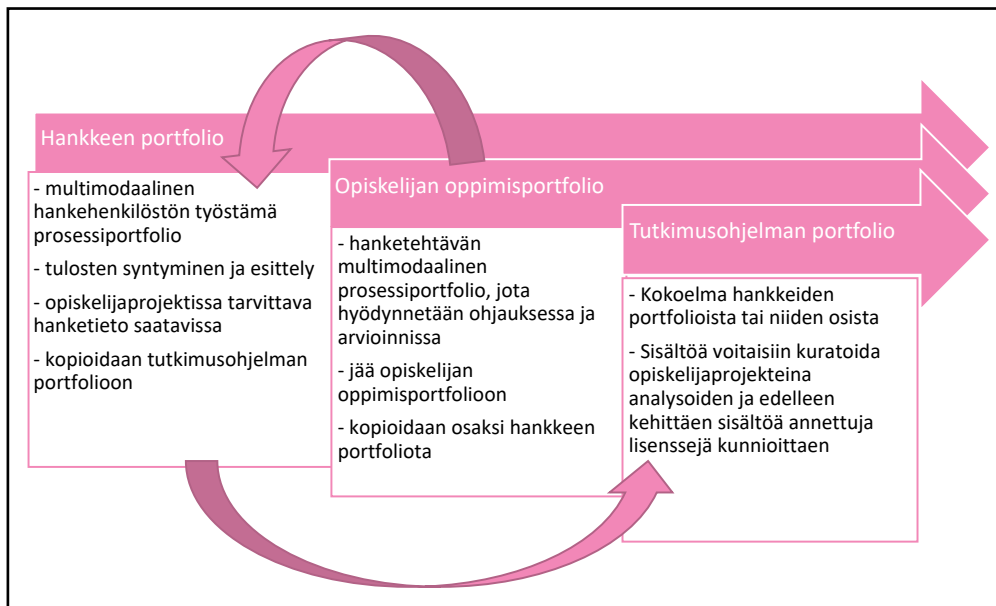 Hankkeen portfolio
- multimodaalinen
hankehenkilöstön työstämä
prosessiportfolio
- tulosten syntyminen ja esittely
- opiskelijaprojektissa tarvittava
hanketieto saatavissa
- kopioidaan tutkimusohjelman
portfolioon
Opiskelijan oppimisportfolio
- hanketehtävän
multimodaalinen
prosessiportfolio, jota
hyödynnetään ohjauksessa ja
arvioinnissa
- jää opiskelijan
oppimisportfolioon
- kopioidaan osaksi hankkeen
portfoliota
Tutkimusohjelman portfolio
- Kokoelma hankkeiden
portfolioista tai niiden osista
- Sisältöä voitaisiin kuratoida
opiskelijaprojekteina
analysoiden ja edelleen
kehittäen sisältöä annettuja
lisenssejä kunnioittaen